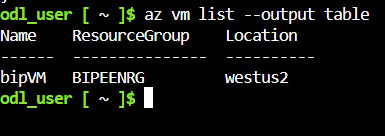 odl_user [ ~ ]$ az vm list --output table
Name    ResourceGroup    Location
------  ---------------  ----------
bipVM   BIPEENRG         westus2
odl_user [ ~ ]$